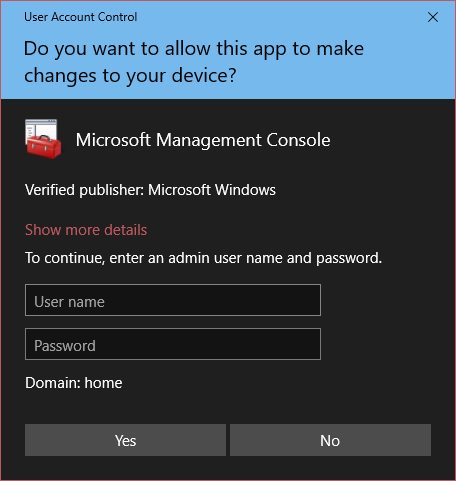 User Account Control
Do you want to allow this app to make
changes to your device?
Microsoft Management Console
Verified publisher: Microsoft Windows
Show more details
To continue, enter an admin user name and password.
User name
Password
Domain: home
Yes
No